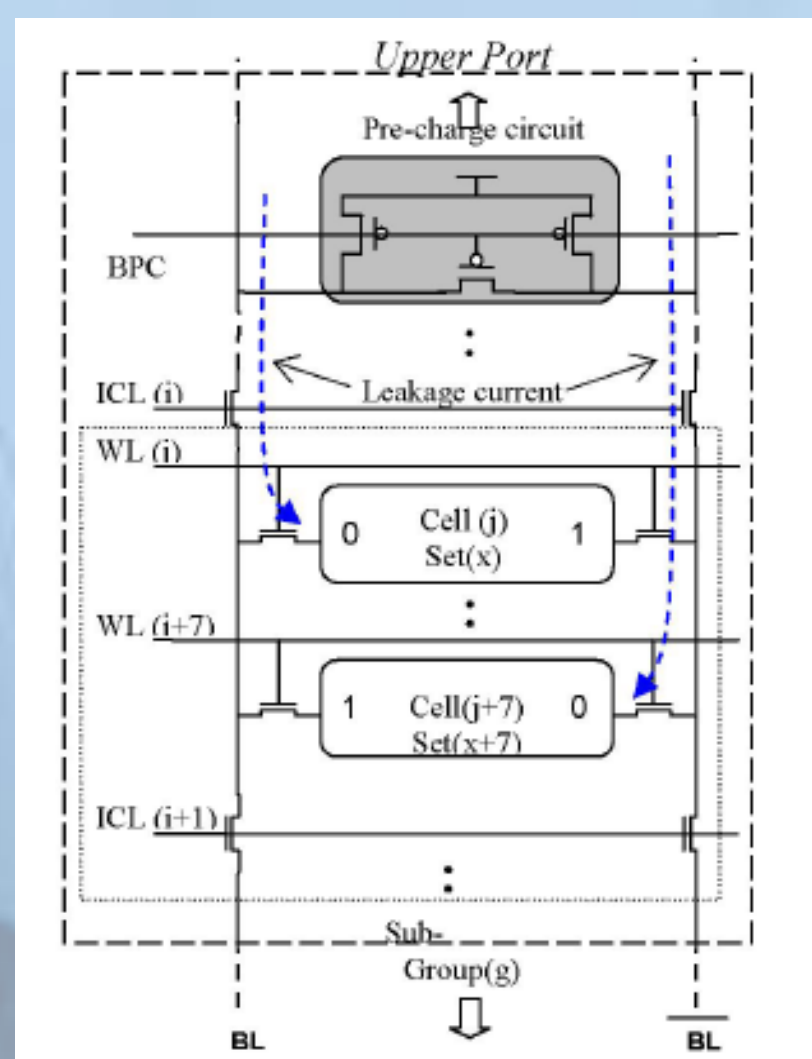 Upper Port
Pre-charge circuit
BPC
ICL (i)
Leakage current
WL (i)
0 Cell (j) 1
Set(x)
WL (i+7)
1 Cell(j+7) 0
Set(x+7)
ICL (i+1)
Sub-
Group(g)
BL
B̅L̅